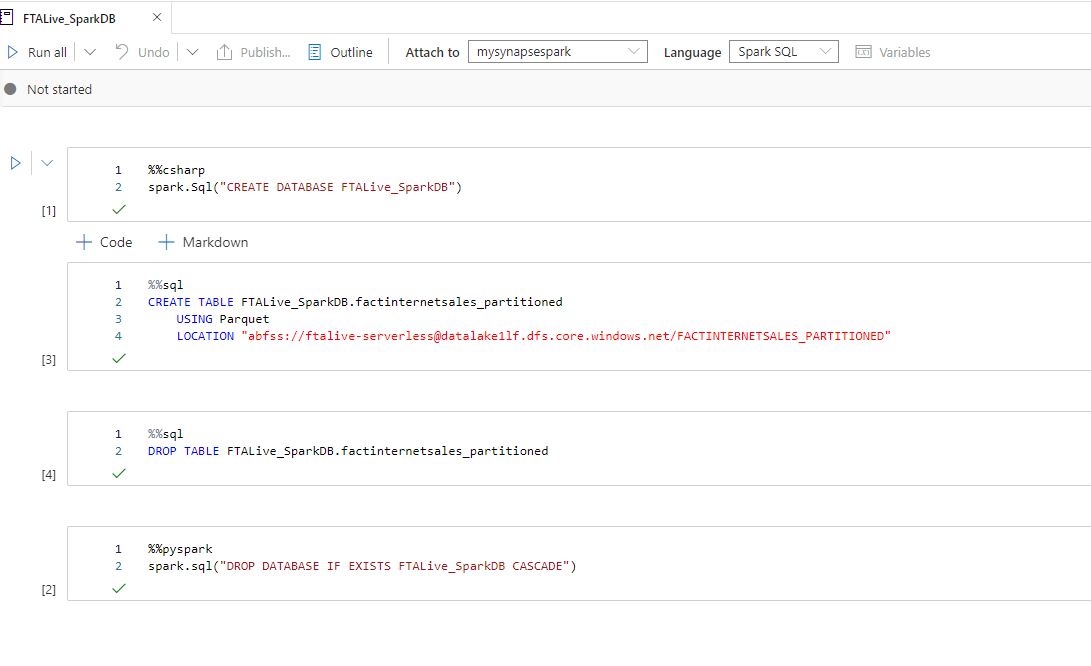 FTALive_SparkDB
Run all Undo Publish... Outline Attach to mysynapsespark Language Spark SQL Variables
Not started
1 %%csharp
2 spark.Sql("CREATE DATABASE FTALive_SparkDB")
[1]
Code Markdown
1 %%sql
2 CREATE TABLE FTALive_SparkDB.factinternetsales_partitioned
3 USING Parquet
4 LOCATION "abfss://ftalive-serverless@datalake1lf.dfs.core.windows.net/FACTINTERNETSALES_PARTITIONED"
[3]
1 %%sql
2 DROP TABLE FTALive_SparkDB.factinternetsales_partitioned
[4]
1 %%pyspark
2 spark.sql("DROP DATABASE IF EXISTS FTALive_SparkDB CASCADE")
[2]